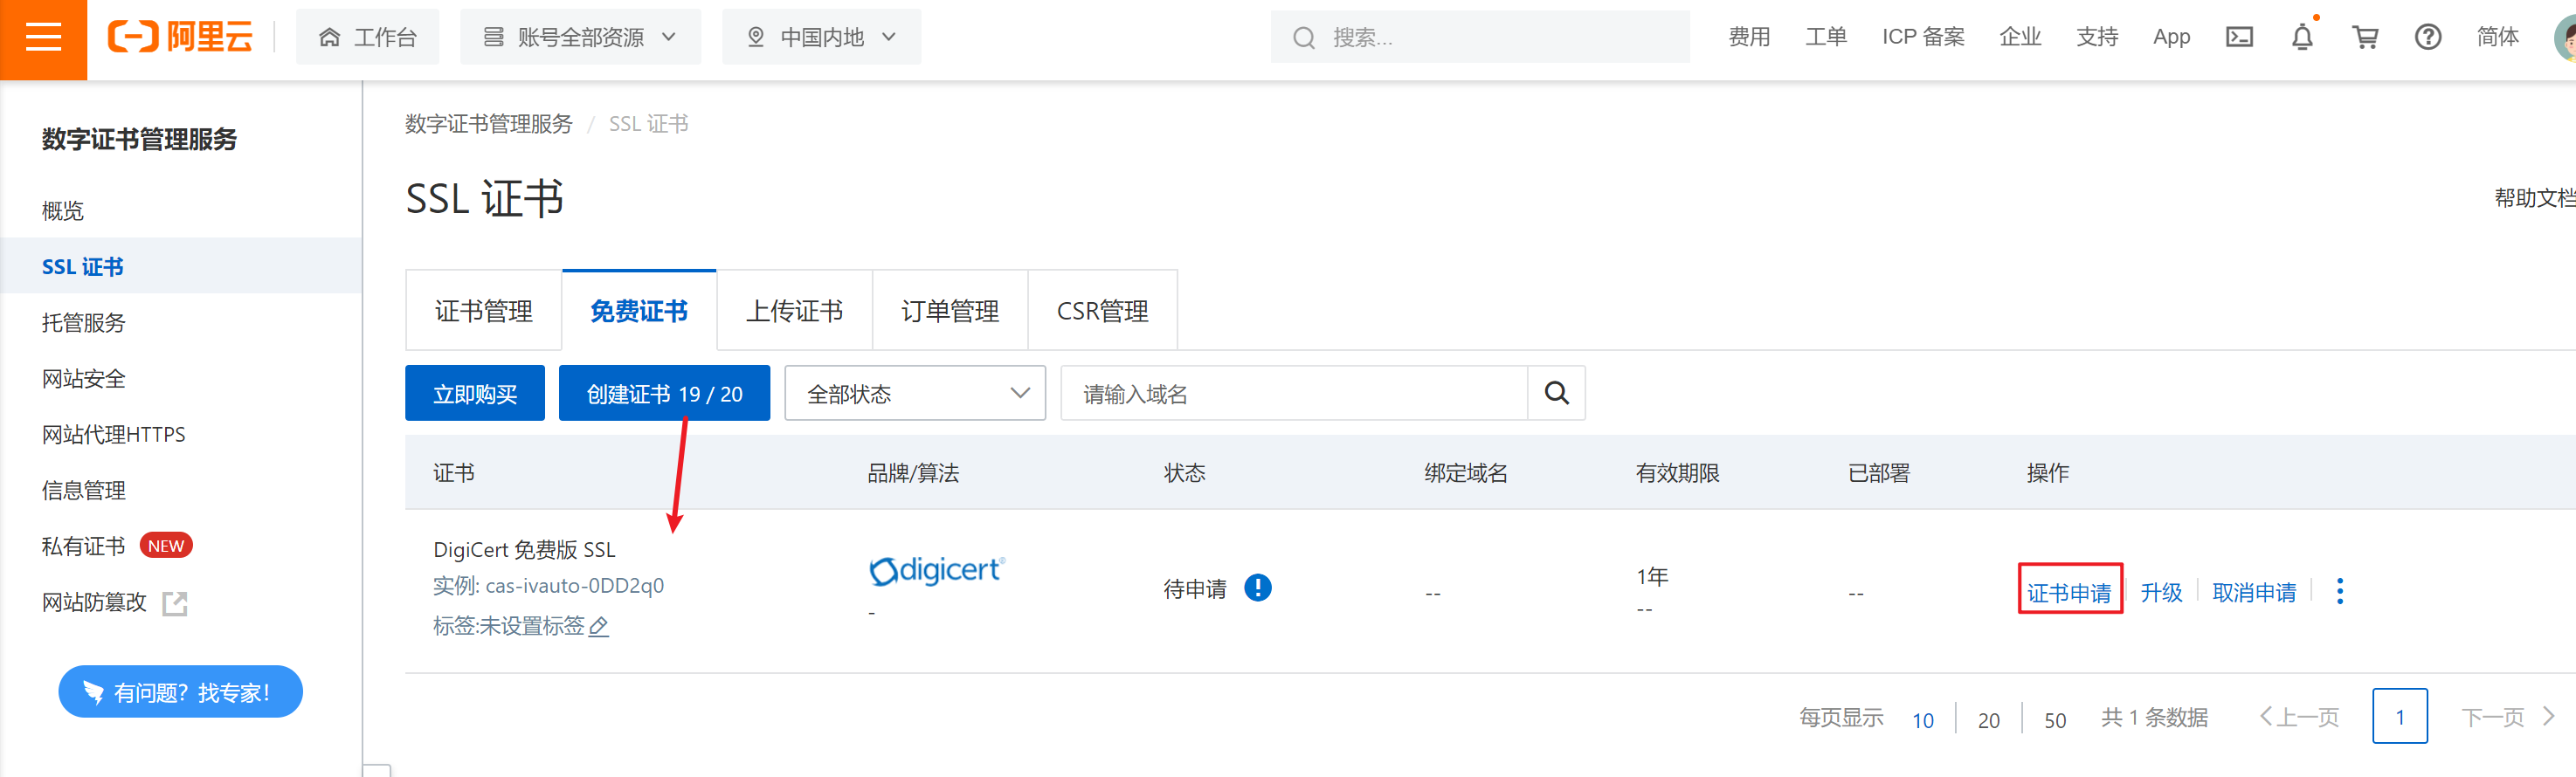 阿里云
工作台
账号全部资源
中国内地
搜索...
费用
工单
ICP 备案
企业
支持
App
简体
数字证书管理服务
概览
SSL 证书
托管服务
网站安全
网站代理HTTPS
信息管理
私有证书 NEW
网站防篡改
有问题？找专家！
数字证书管理服务 / SSL 证书
SSL 证书
帮助文档
证书管理
免费证书
上传证书
订单管理
CSR管理
立即购买
创建证书 19 / 20
全部状态
请输入域名
证书
品牌/算法
状态
绑定域名
有效期限
已部署
操作
DigiCert 免费版 SSL
实例: cas-ivauto-0DD2q0
标签:未设置标签
digicert®
-
待申请
--
1年
--
--
证书申请
升级
取消申请
每页显示 10 20 50
共 1 条数据
上一页
1
下一页